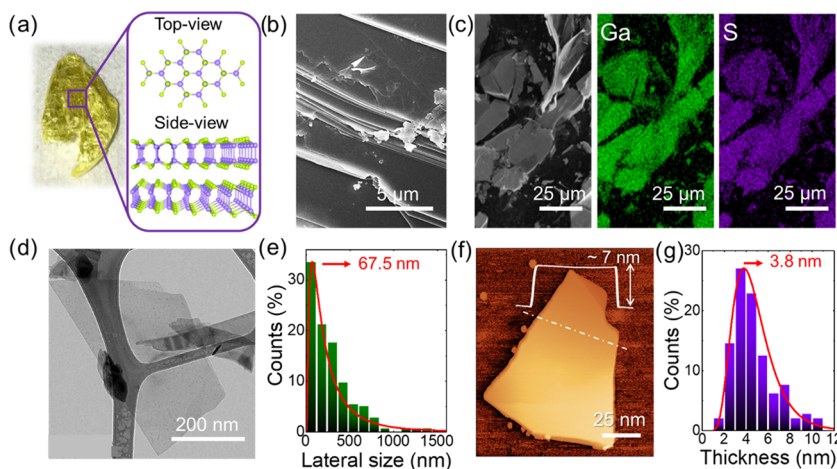 (a)
Top-view
Side-view
(b)
5 μm
(c)
25 μm
Ga
25 μm
S
25 μm
(d)
200 nm
(e)
Counts (%)
30
20
10
0
67.5 nm
0 500 1000 1500
Lateral size (nm)
(f)
~ 7 nm
25 nm
(g)
Counts (%)
30
20
10
0
3.8 nm
0 2 4 6 8 10 12
Thickness (nm)